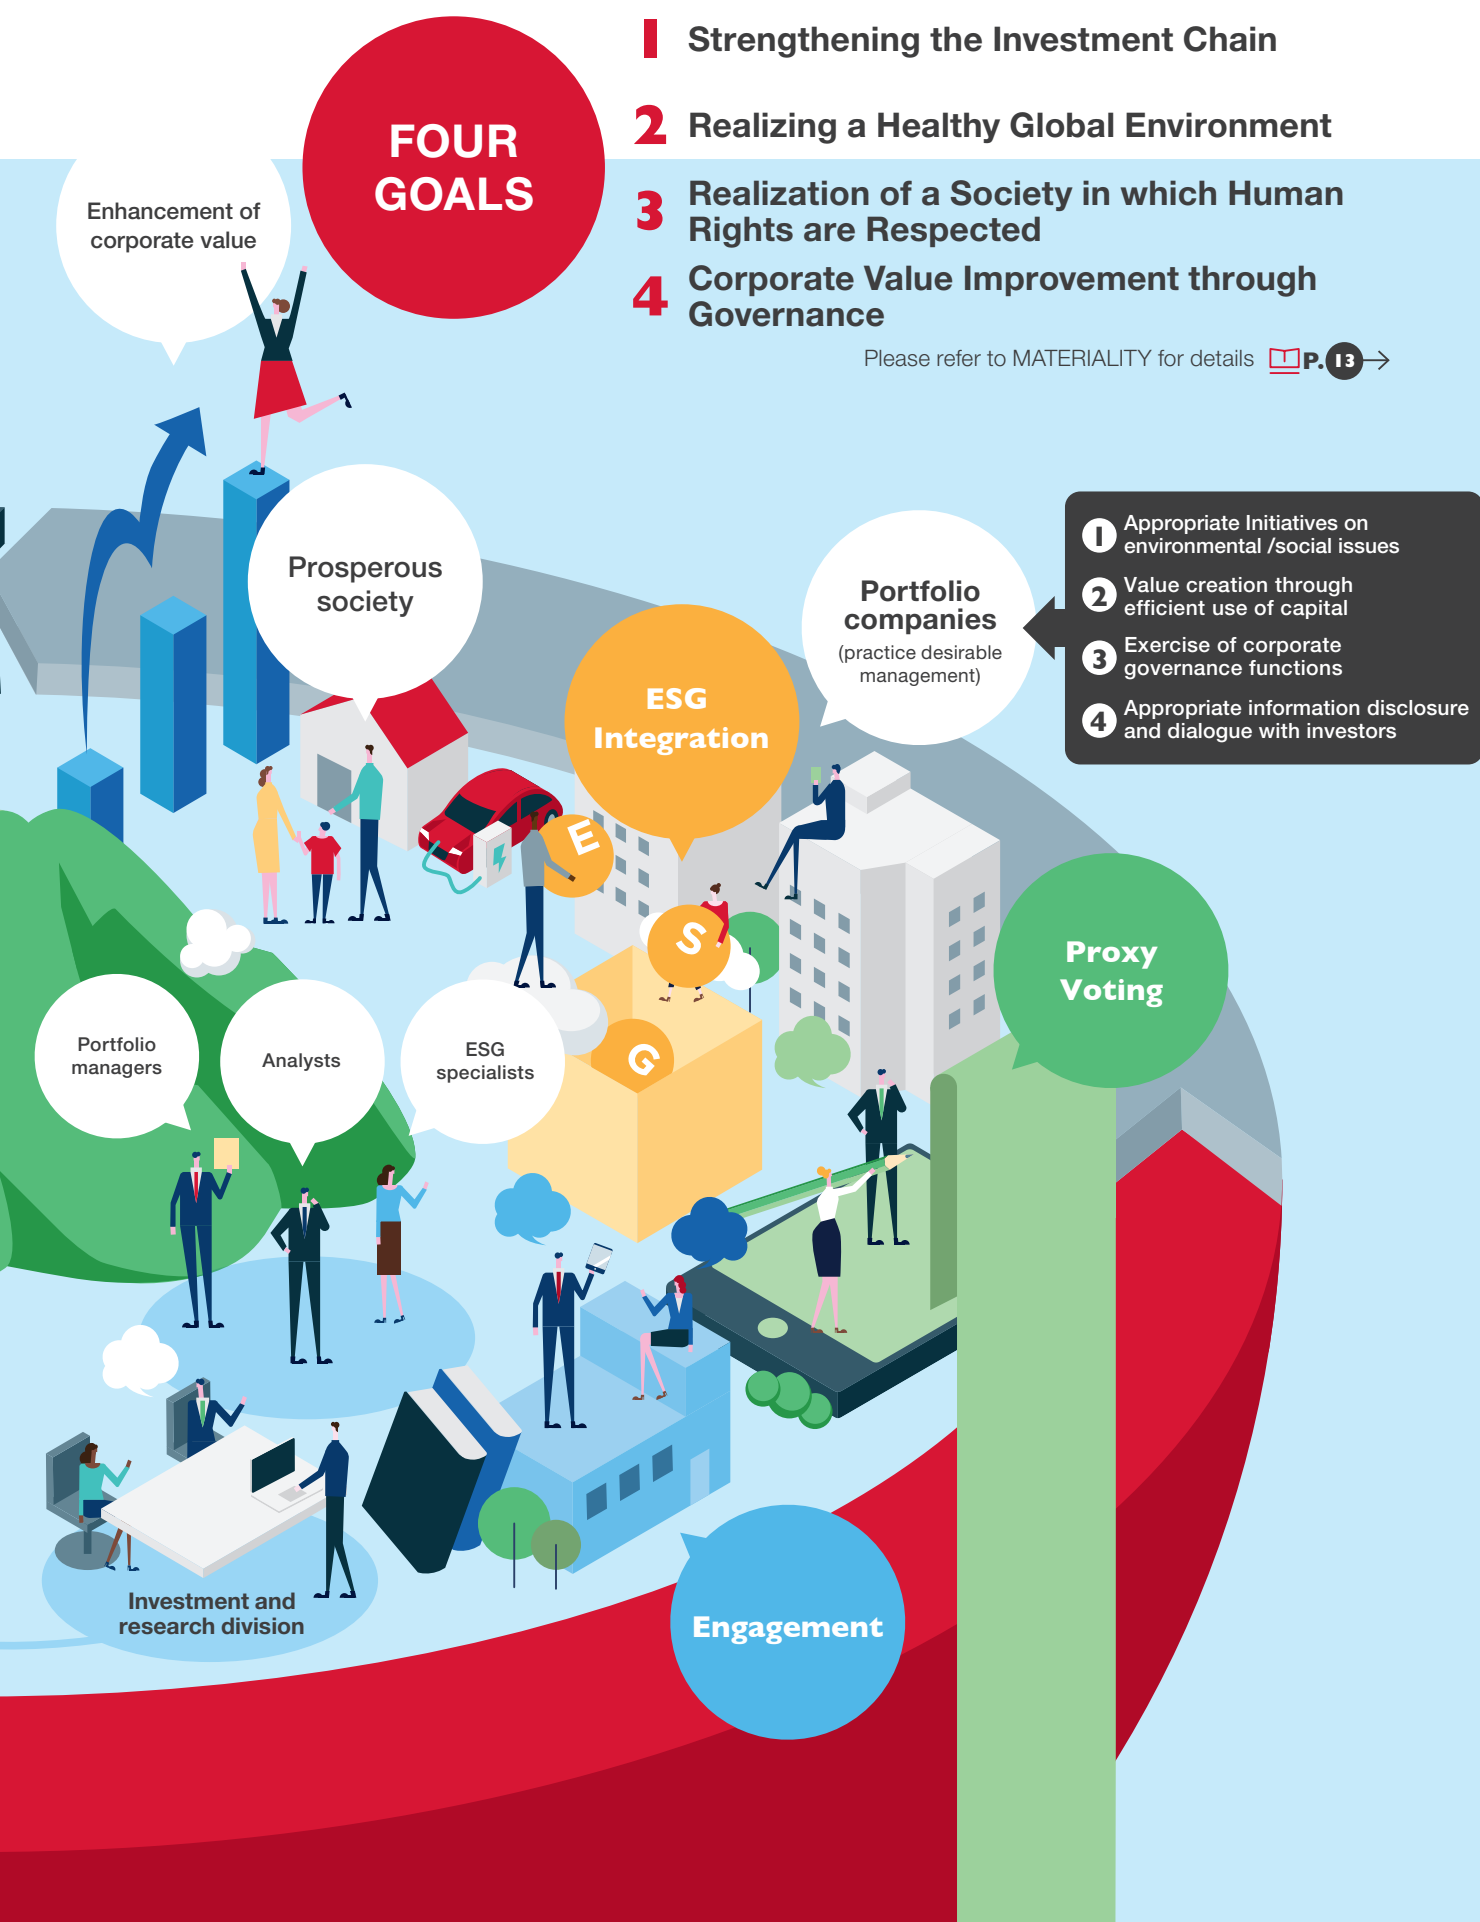 FOUR
GOALS
1 Strengthening the Investment Chain
2 Realizing a Healthy Global Environment
3 Realization of a Society in which Human
Rights are Respected
4 Corporate Value Improvement through
Governance
Please refer to MATERIALITY for details P. 13
Enhancement of
corporate value
Prosperous
society
ESG
Integration
Portfolio
companies
(practice desirable
management)
1 Appropriate Initiatives on
environmental /social issues
2 Value creation through
efficient use of capital
3 Exercise of corporate
governance functions
4 Appropriate information disclosure
and dialogue with investors
E
S
G
Proxy
Voting
Portfolio
managers
Analysts
ESG
specialists
Investment and
research division
Engagement